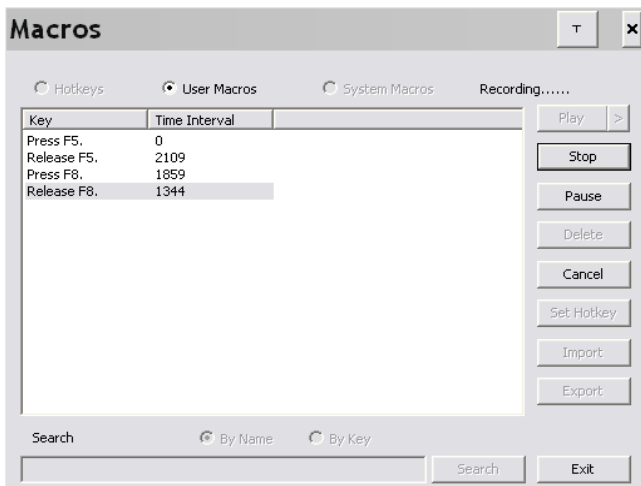 Macros
T
×
Hotkeys User Macros System Macros Recording......
Key Time Interval
Press F5. 0
Release F5. 2109
Press F8. 1859
Release F8. 1344
Play >
Stop
Pause
Delete
Cancel
Set Hotkey
Import
Export
Search By Name By Key
Search
Exit